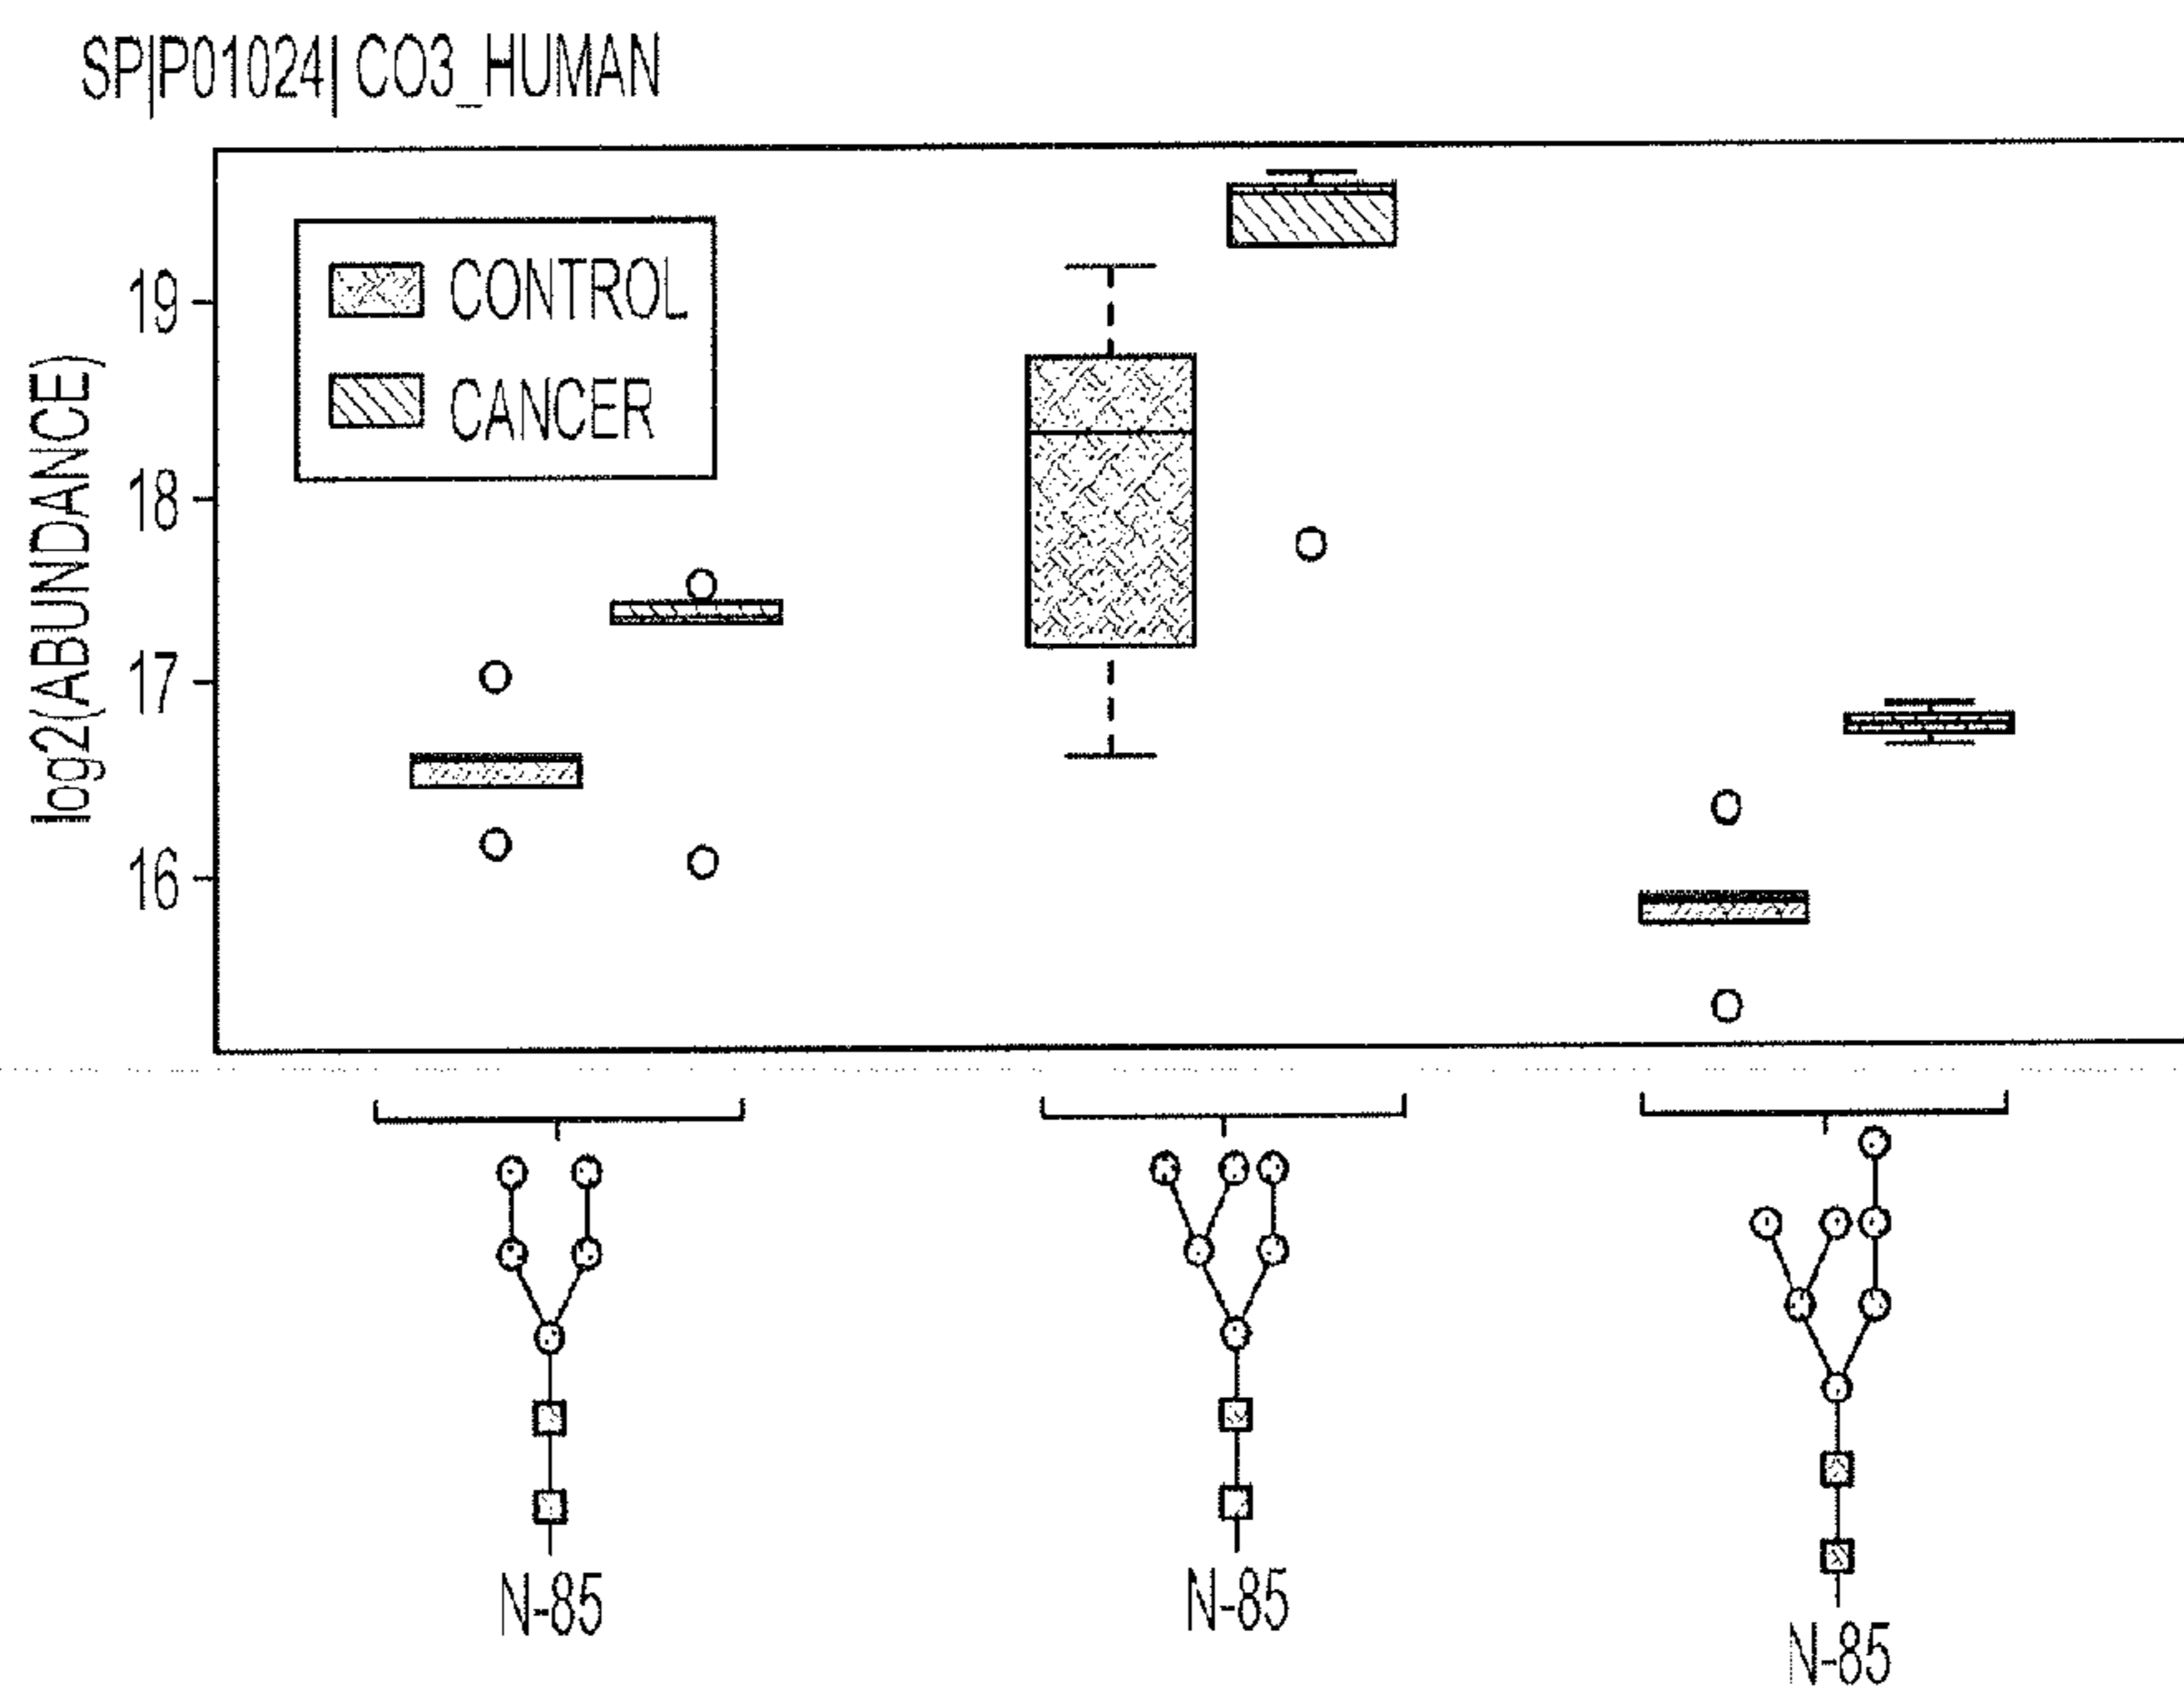 SP|P01024| CO3_HUMAN
CONTROL
CANCER
log2(ABUNDANCE)
19
18
17
16
N-85
N-85
N-85